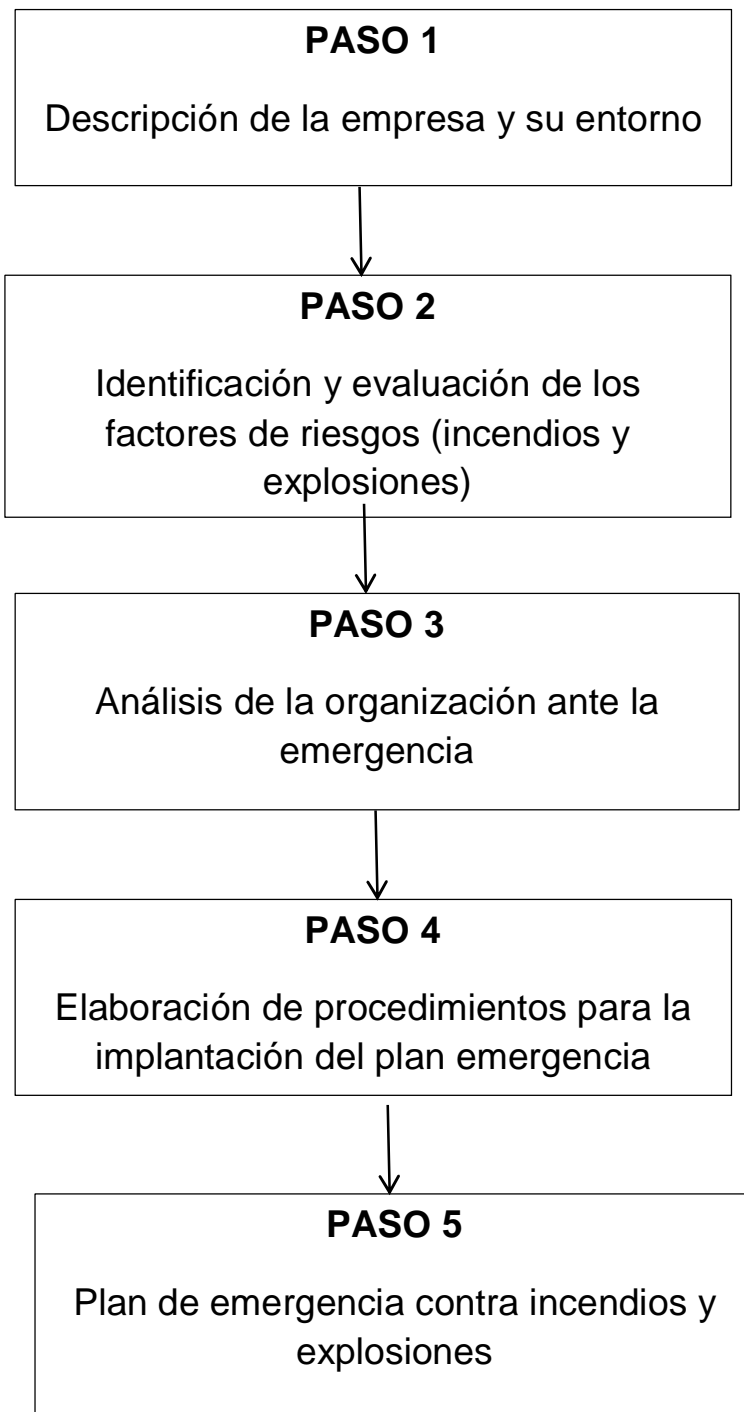 PASO 1
Descripción de la empresa y su entorno
PASO 2
Identificación y evaluación de los
factores de riesgos (incendios y
explosiones)
PASO 3
Análisis de la organización ante la
emergencia
PASO 4
Elaboración de procedimientos para la
implantación del plan emergencia
PASO 5
Plan de emergencia contra incendios y
explosiones